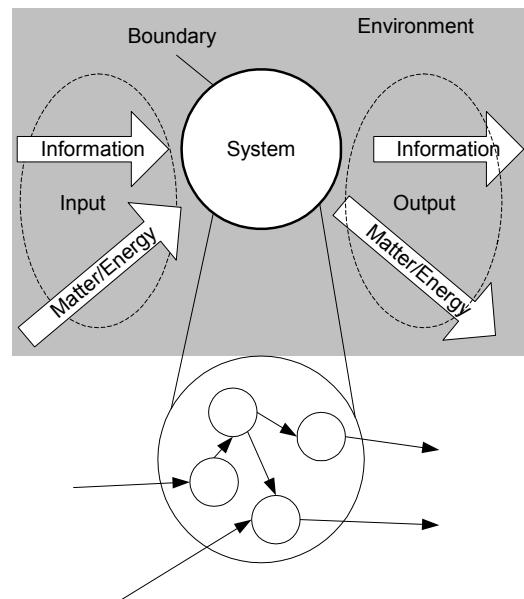 Environment
Boundary
Information
System
Information
Input
Output
Matter/Energy
Matter/Energy